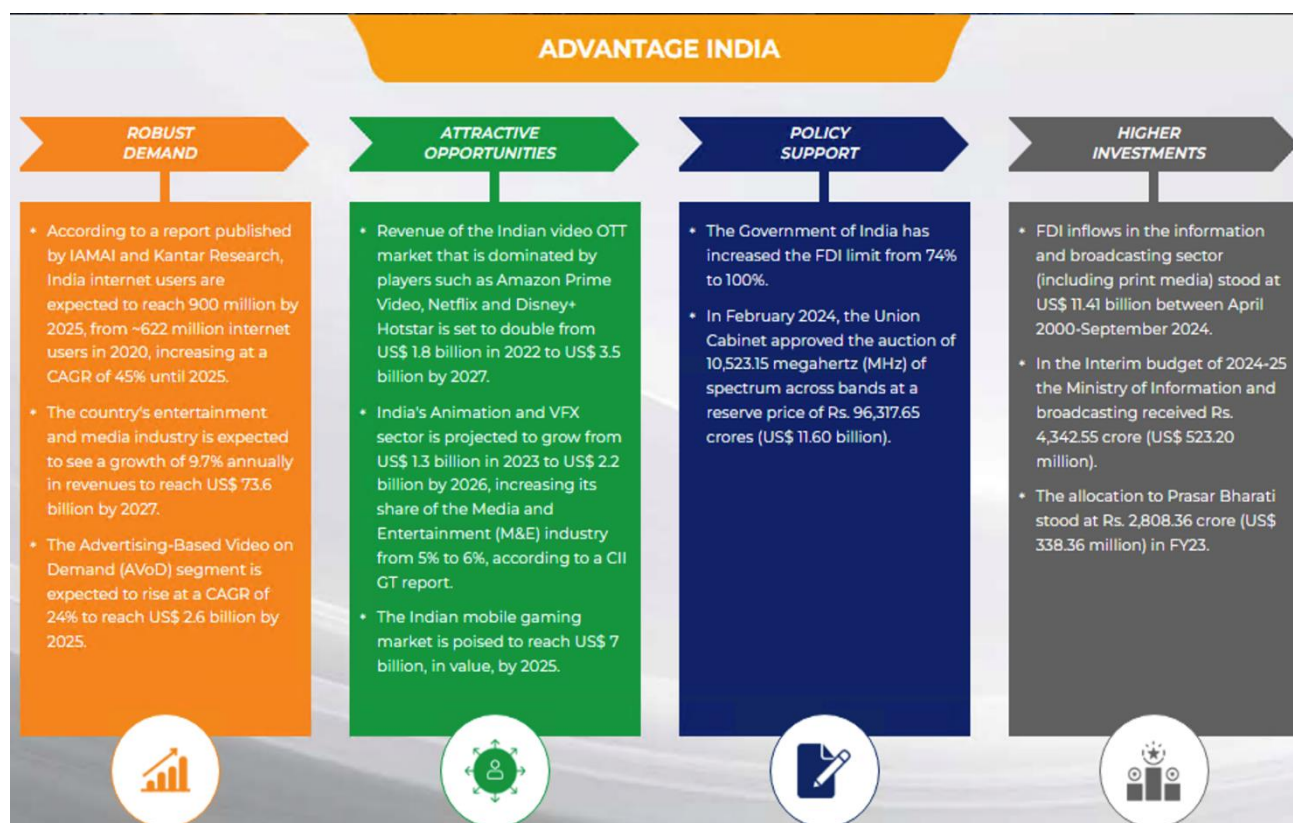 ADVANTAGE INDIA
ROBUST
DEMAND
* According to a report published
by IAMAI and Kantar Research,
India internet users are
expected to reach 900 million by
2025, from ~622 million internet
users in 2020, increasing at a
CAGR of 45% until 2025.
* The country's entertainment
and media industry is expected
to see a growth of 9.7% annually
in revenues to reach US$ 73.6
billion by 2027.
* The Advertising-Based Video on
Demand (AVoD) segment is
expected to rise at a CAGR of
24% to reach US$ 2.6 billion by
2025.
ATTRACTIVE
OPPORTUNITIES
* Revenue of the Indian video OTT
market that is dominated by
players such as Amazon Prime
Video, Netflix and Disney+
Hotstar is set to double from
US$ 1.8 billion in 2022 to US$ 3.5
billion by 2027.
* India's Animation and VFX
sector is projected to grow from
US$ 1.3 billion in 2023 to US$ 2.2
billion by 2026, increasing its
share of the Media and
Entertainment (M&E) industry
from 5% to 6%, according to a CII
GT report.
* The Indian mobile gaming
market is poised to reach US$ 7
billion, in value, by 2025.
POLICY
SUPPORT
* The Government of India has
increased the FDI limit from 74%
to 100%.
* In February 2024, the Union
Cabinet approved the auction of
10,523.15 megahertz (MHz) of
spectrum across bands at a
reserve price of Rs. 96,317.65
crores (US$ 11.60 billion).
HIGHER
INVESTMENTS
* FDI inflows in the information
and broadcasting sector
(including print media) stood at
US$ 11.41 billion between April
2000-September 2024.
* In the Interim budget of 2024-25
the Ministry of Information and
broadcasting received Rs.
4,342.55 crore (US$ 523.20
million).
* The allocation to Prasar Bharati
stood at Rs. 2,808.36 crore (US$
338.36 million) in FY23.